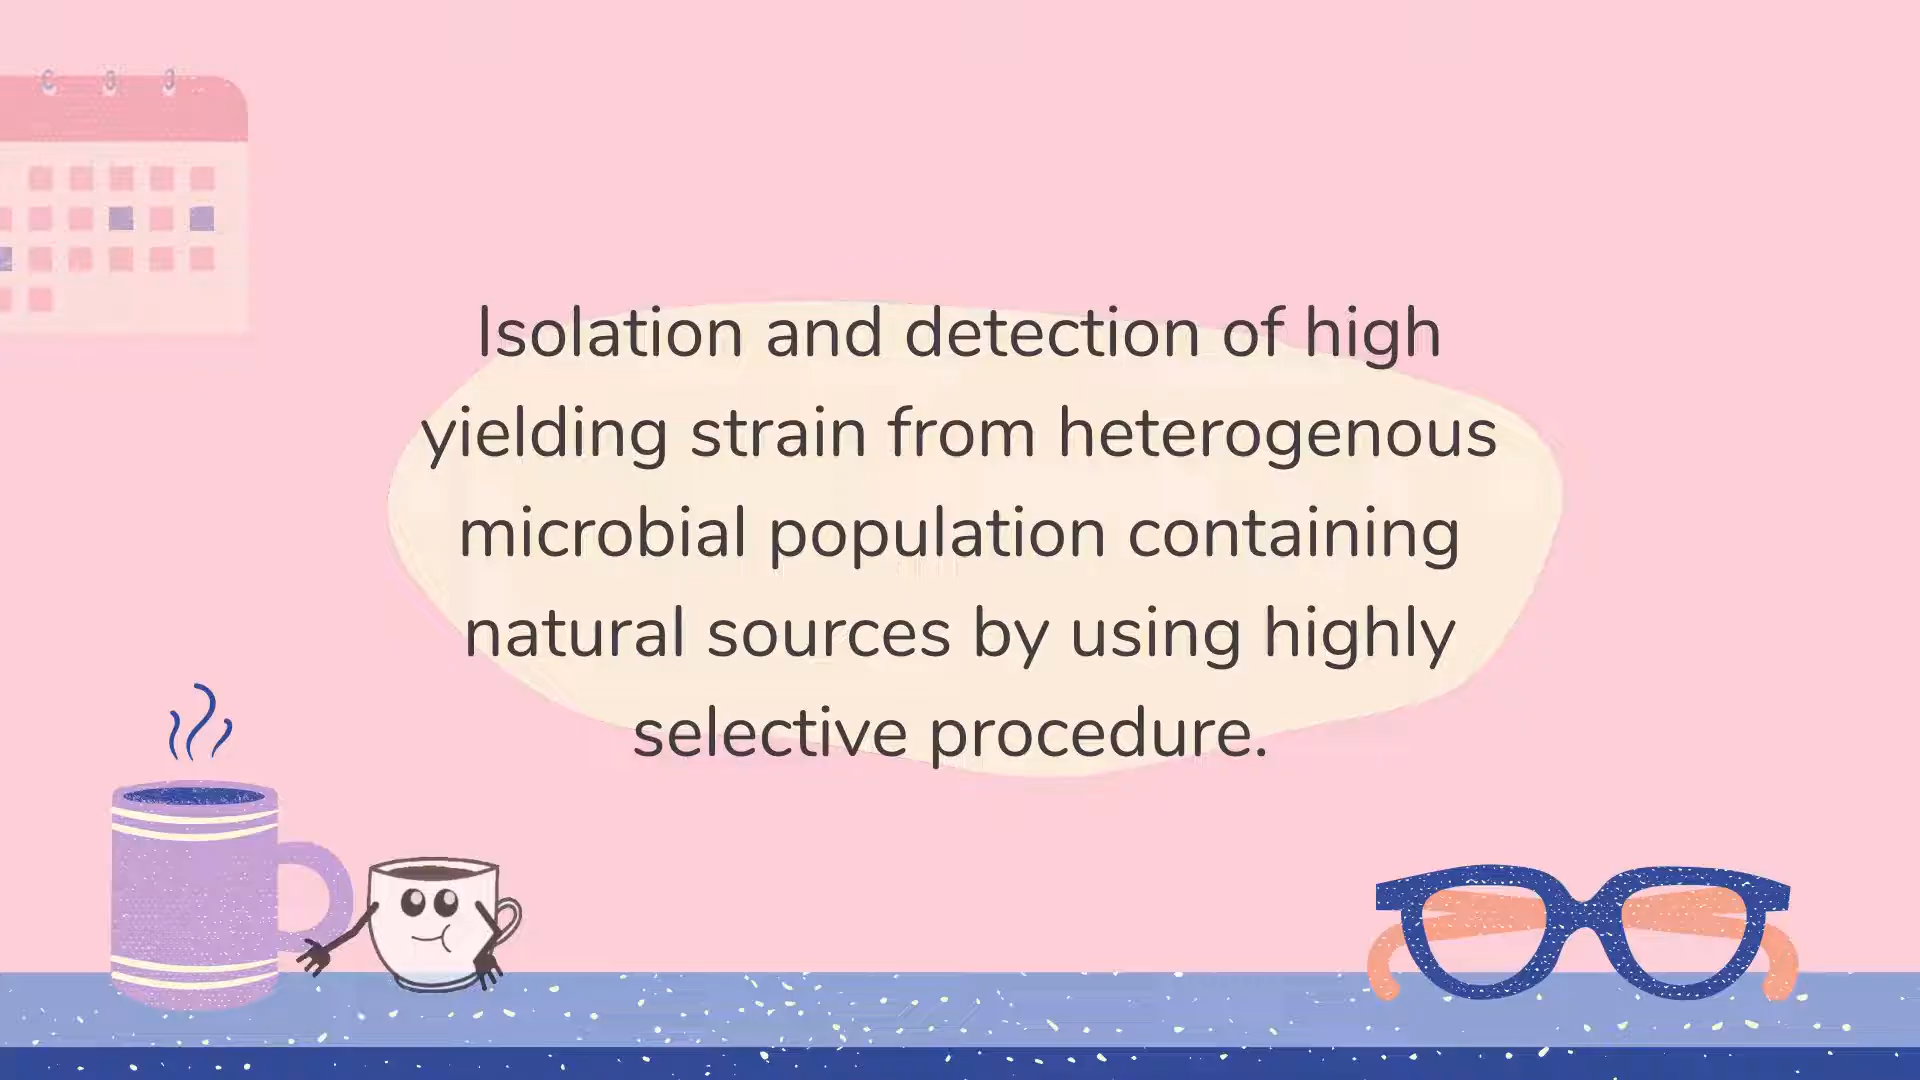 Isolation and detection of high
yielding strain from heterogenous
microbial population containing
natural sources by using highly
selective procedure.